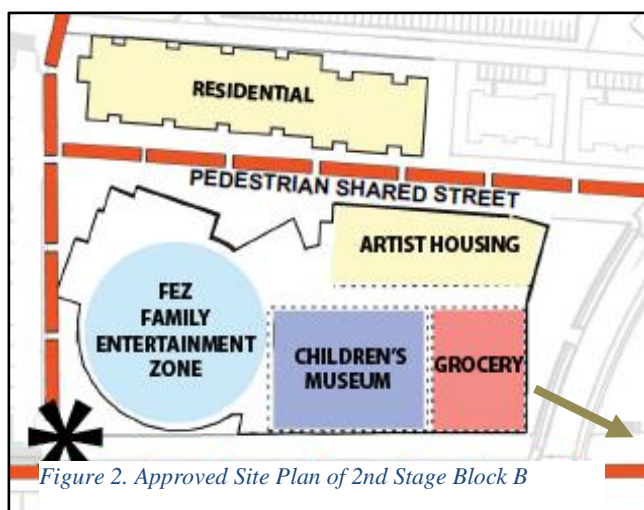 RESIDENTIAL
PEDESTRIAN SHARED STREET
ARTIST HOUSING
FEZ
FAMILY
ENTERTAINMENT
ZONE
CHILDREN'S
MUSEUM
GROCERY
Figure 2. Approved Site Plan of 2nd Stage Block B